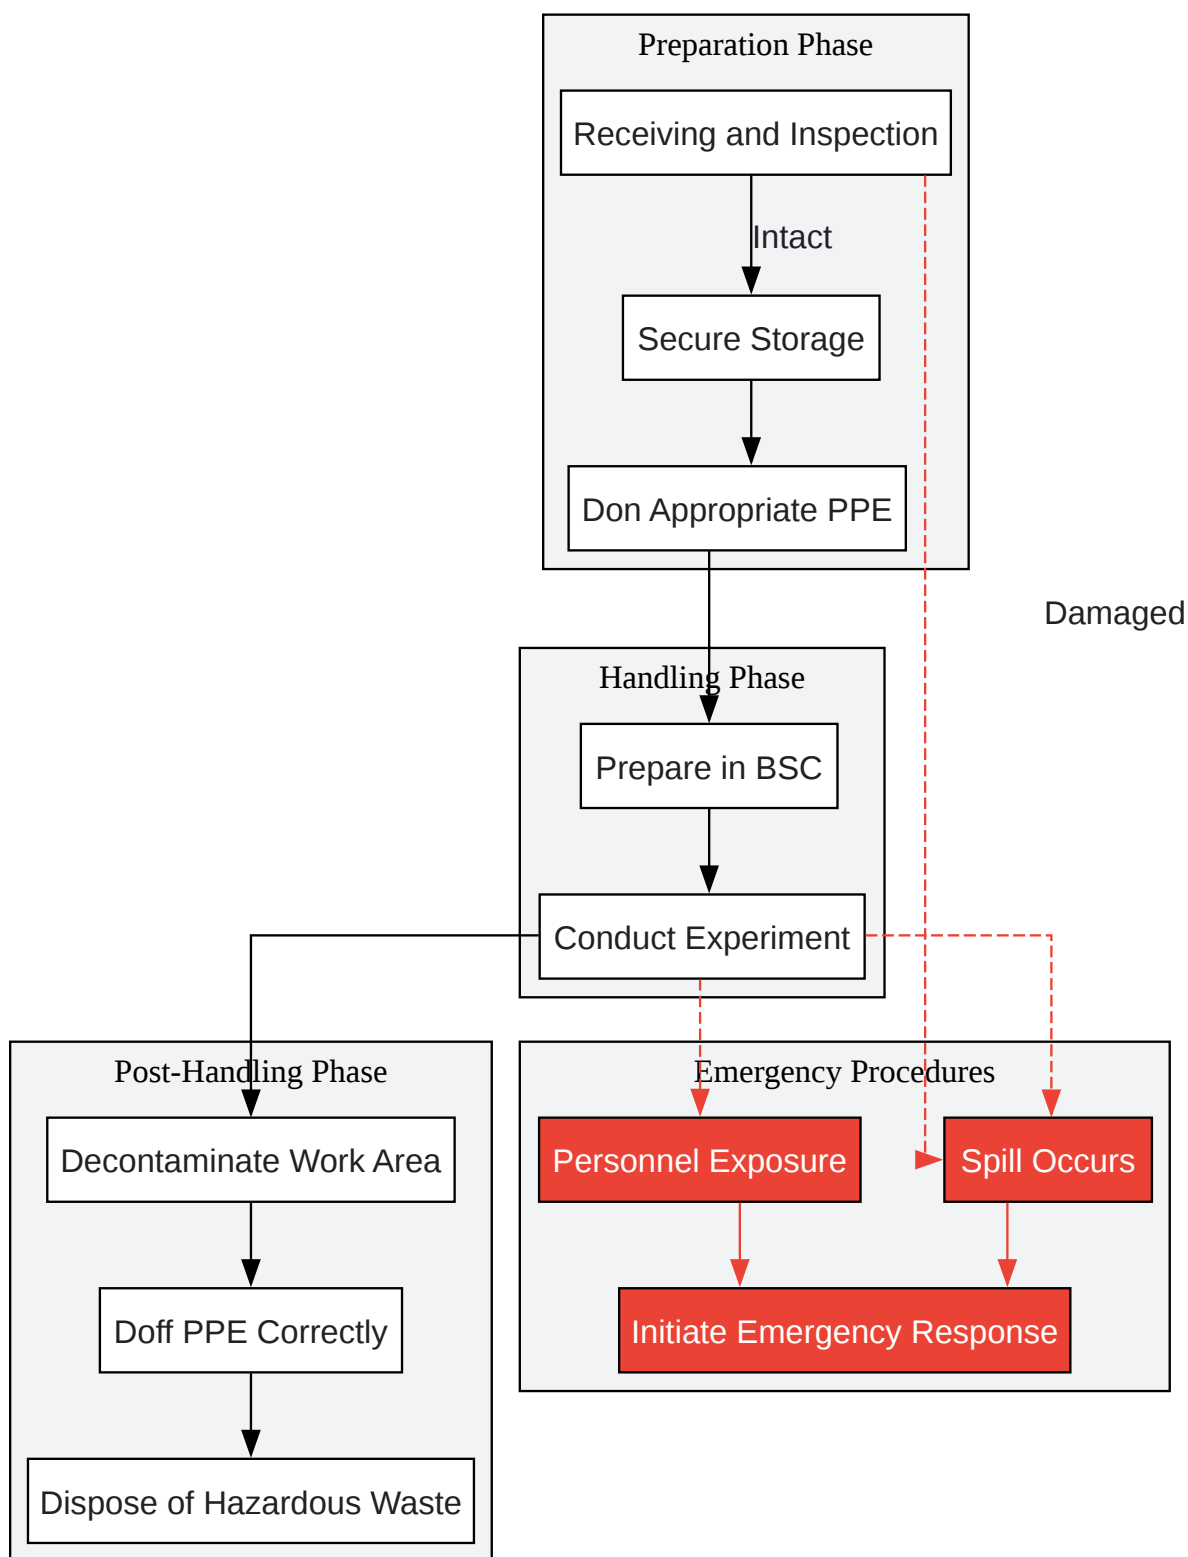 Preparation Phase
Receiving and Inspection
Intact
Secure Storage
Don Appropriate PPE
Damaged
Handling Phase
Prepare in BSC
Conduct Experiment
Post-Handling Phase
Decontaminate Work Area
Doff PPE Correctly
Dispose of Hazardous Waste
Emergency Procedures
Personnel Exposure
Spill Occurs
Initiate Emergency Response